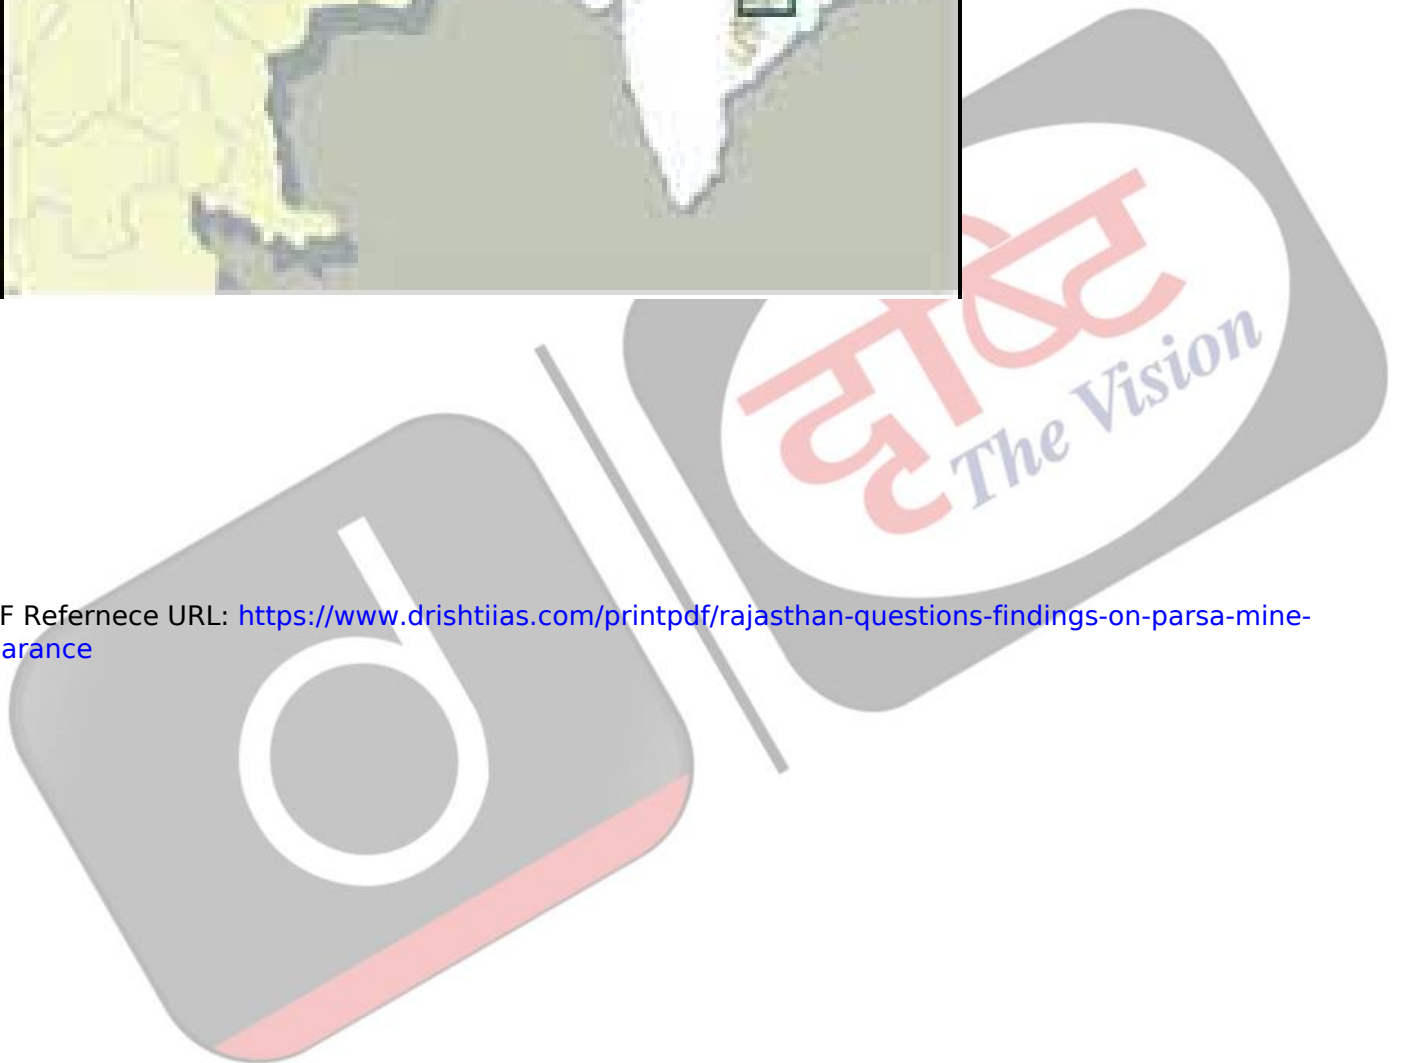 दृष्टि
The Vision
d
F Refernece URL: https://www.drishtiias.com/printpdf/rajasthan-questions-findings-on-parsa-mine-
arance